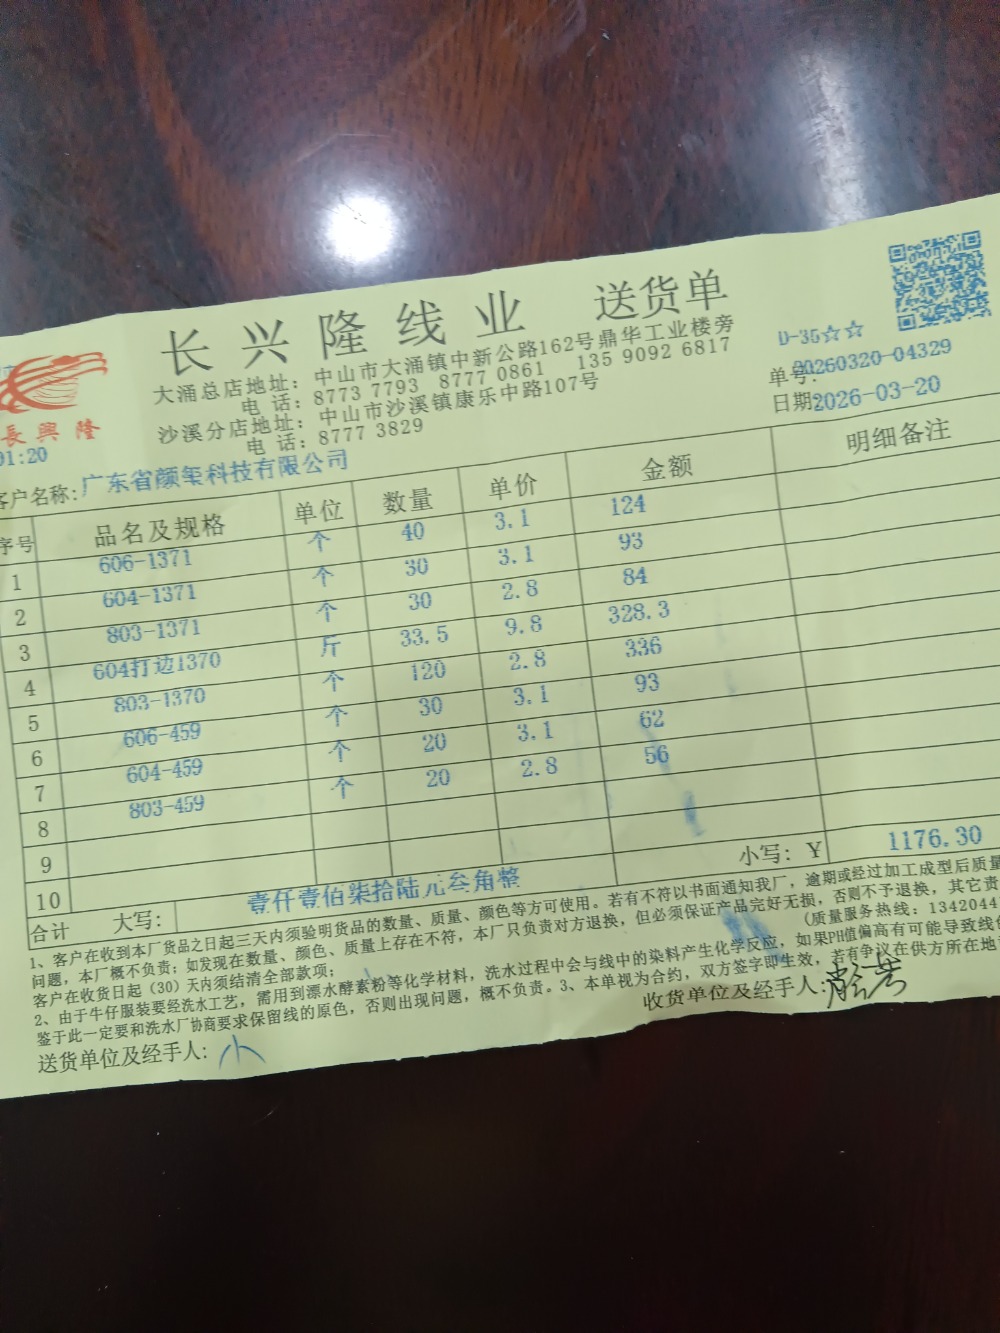 长兴隆线业 送货单
大涌总店地址：中山市大涌镇中新公路162号鼎华工业楼旁
电 话：8773 7793 8777 0861 135 9092 6817
沙溪分店地址：中山市沙溪镇康乐中路107号
电 话：8777 3829
長興隆
D-35☆☆
单号:20260320-04329
日期:2026-03-20
01:20
客户名称:广东省颜玺科技有限公司
序号 品名及规格 单位 数量 单价 金额 明细备注
1 606-1371 个 40 3.1 124
2 604-1371 个 30 3.1 93
3 803-1371 个 30 2.8 84
4 604打边1370 斤 33.5 9.8 328.3
5 803-1370 个 120 2.8 336
6 606-459 个 30 3.1 93
7 604-459 个 20 3.1 62
8 803-459 个 20 2.8 56
9
10
合计 大写: 壹仟壹佰柒拾陆元叁角整 小写: ￥ 1176.30
1、客户在收到本厂货品之日起三天内须验明货品的数量、质量、颜色等方可使用。若有不符以书面通知我厂，逾期或经过加工成型后质量
问题，本厂概不负责；如发现在数量、颜色、质量上存在不符，本厂只负责对方退换，但必须保证产品完好无损，否则不予退换，其它责
客户在收货日起（30）天内须结清全部款项； （质量服务热线：1342044
2、由于牛仔服装要经洗水工艺，需用到漂水酵素粉等化学材料，洗水过程中会与线中的染料产生化学反应，如果PH值偏高有可能导致线色
鉴于此一定要和洗水厂协商要求保留线的原色，否则出现问题，概不负责。3、本单视为合约，双方签字即生效，若有争议在供方所在地
送货单位及经手人: 小 收货单位及经手人: